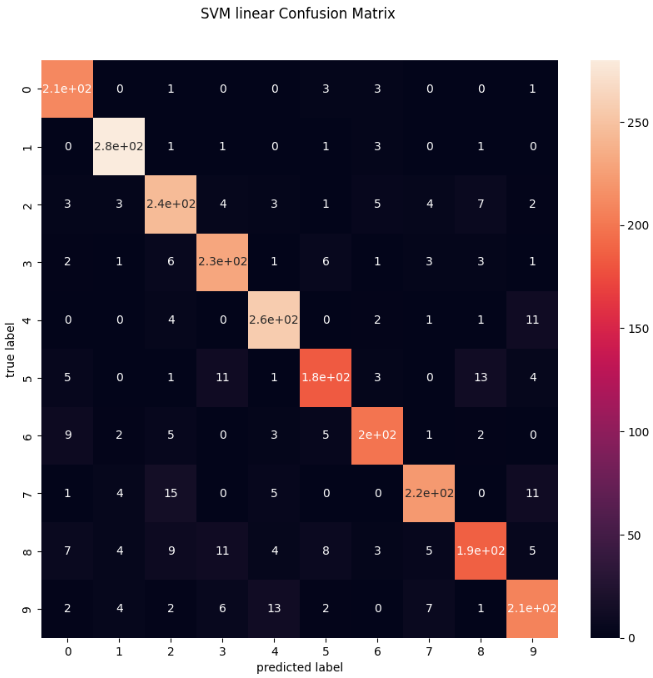 SVM linear Confusion Matrix
0 2.1e+02 0 1 0 0 3 3 0 0 1
1 0 2.8e+02 1 1 0 1 3 0 1 0
2 3 3 2.4e+02 4 3 1 5 4 7 2
3 2 1 6 2.3e+02 1 6 1 3 3 1
4 0 0 4 0 2.6e+02 0 2 1 1 11
5 5 0 1 11 1 1.8e+02 3 0 13 4
6 9 2 5 0 3 5 2e+02 1 2 0
7 1 4 15 0 5 0 0 2.2e+02 0 11
8 7 4 9 11 4 8 3 5 1.9e+02 5
9 2 4 2 6 13 2 0 7 1 2.1e+02
0 1 2 3 4 5 6 7 8 9
predicted label
true label
250
200
150
100
50
0